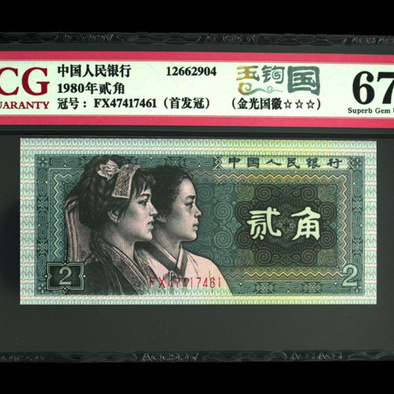 CG
UARANTY
中国人民银行 12662904
1980年贰角
冠号：FX47417461（首发冠）
玉钩国
（金光国徽☆☆☆）
67
Superb Gem
中国人民银行
贰角
FX47417461
2
2